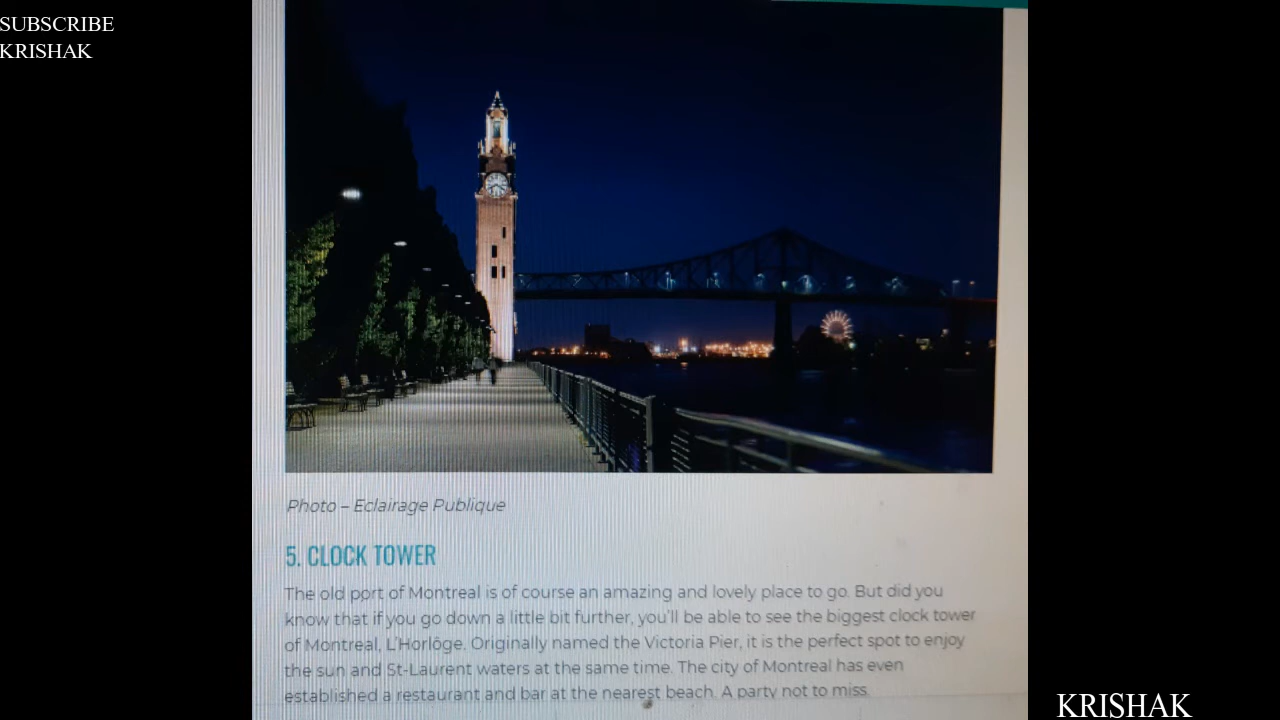 SUBSCRIBE
KRISHAK
Photo – Eclairage Publique
5. CLOCK TOWER
The old port of Montreal is of course an amazing and lovely place to go. But did you
know that if you go down a little bit further, you'll be able to see the biggest clock tower
of Montreal, L'Horlôge. Originally named the Victoria Pier, it is the perfect spot to enjoy
the sun and St-Laurent waters at the same time. The city of Montreal has even
established a restaurant and bar at the nearest beach. A party not to miss.
KRISHAK